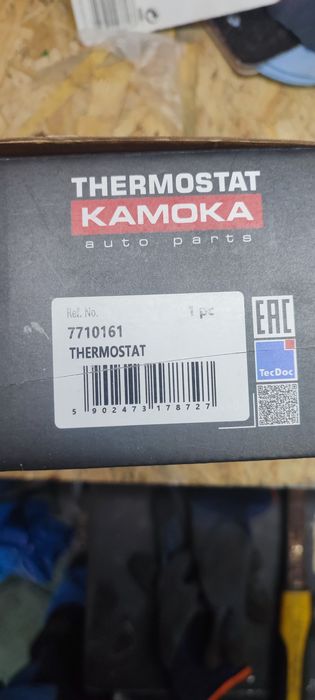 THERMOSTAT
KAMOKA
auto parts
Ref. No.
1 pc
7710161
THERMOSTAT
5 902473 178727
EAC
TecDoc